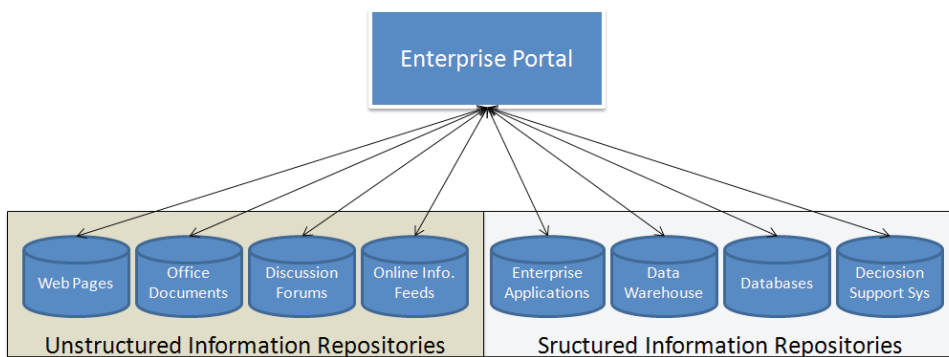 Enterprise Portal
Web Pages
Office
Documents
Discussion
Forums
Online Info.
Feeds
Enterprise
Applications
Data
Warehouse
Databases
Deciosion
Support Sys
Unstructured Information Repositories
Sructured Information Repositories